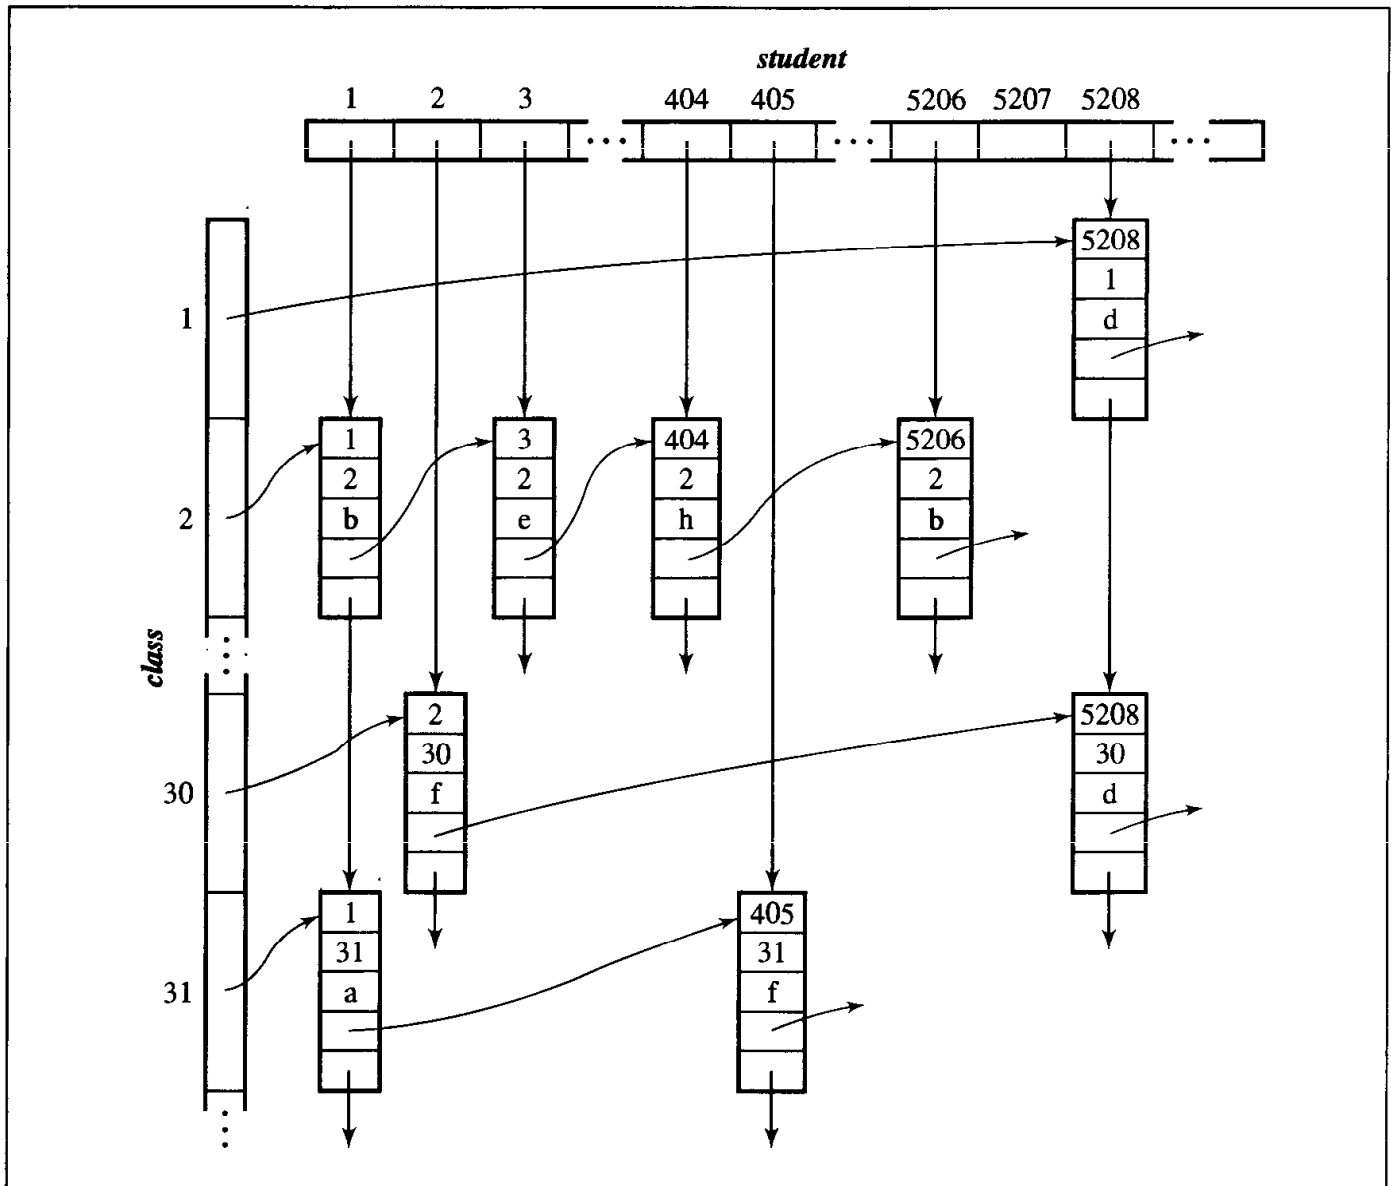 student
1 2 3 ... 404 405 ... 5206 5207 5208 ...
5208
1
1
d
1 3 404 5206
2 2 2 2
2 b e h b
class
2 5208
30 30
30 f d
1 405
31 31
31 a f